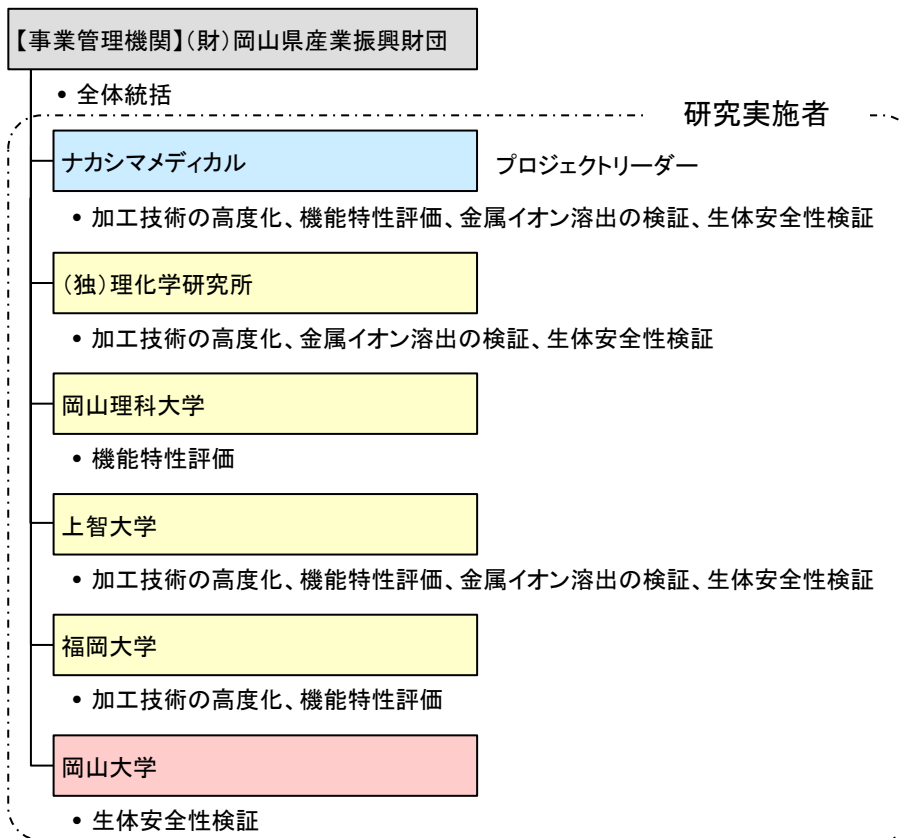 【事業管理機関】（財）岡山県産業振興財団
• 全体統括
研究実施者
ナカシマメディカル
プロジェクトリーダー
• 加工技術の高度化、機能特性評価、金属イオン溶出の検証、生体安全性検証
（独）理化学研究所
• 加工技術の高度化、金属イオン溶出の検証、生体安全性検証
岡山理科大学
• 機能特性評価
上智大学
• 加工技術の高度化、機能特性評価、金属イオン溶出の検証、生体安全性検証
福岡大学
• 加工技術の高度化、機能特性評価
岡山大学
• 生体安全性検証